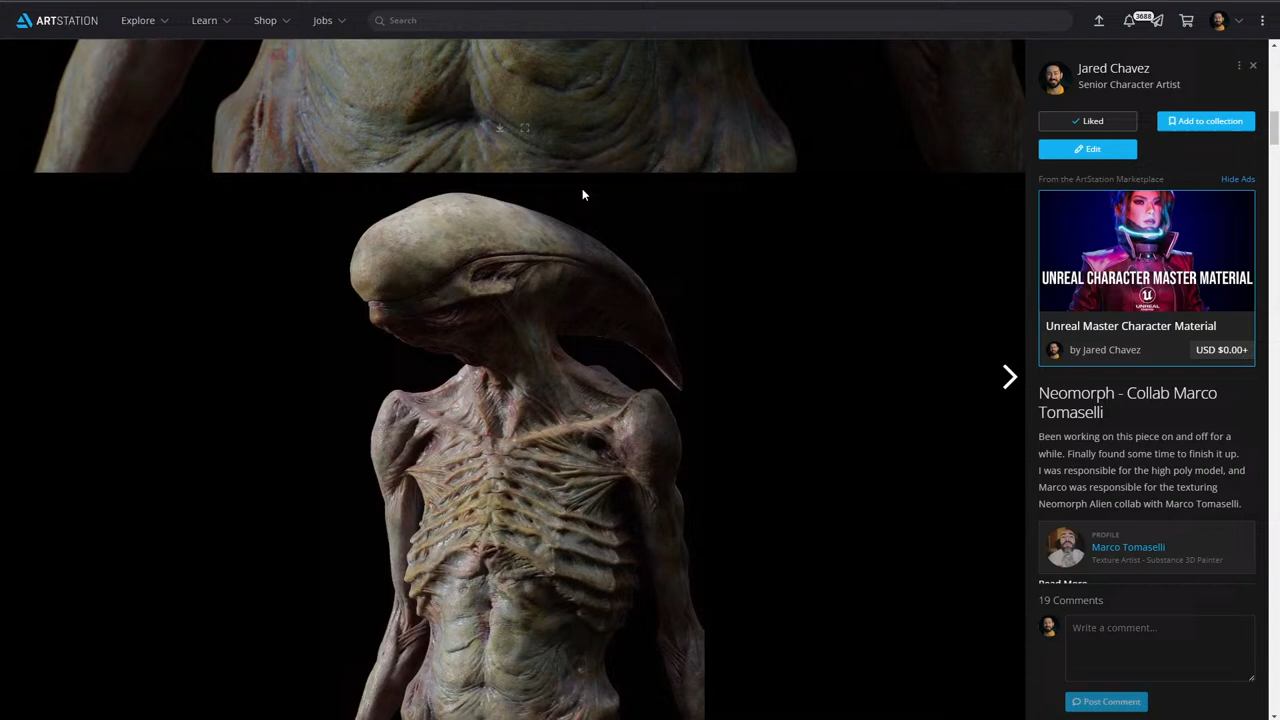 ARTSTATION
Explore
Learn
Shop
Jobs
Search
3688
Jared Chavez
Senior Character Artist
Liked
Add to collection
Edit
From the ArtStation Marketplace
Hide Ads
UNREAL CHARACTER MASTER MATERIAL
Unreal Master Character Material
by Jared Chavez
USD $0.00+
Neomorph - Collab Marco
Tomaselli
Been working on this piece on and off for a
while. Finally found some time to finish it up.
I was responsible for the high poly model, and
Marco was responsible for the texturing
Neomorph Alien collab with Marco Tomaselli.
PROFILE
Marco Tomaselli
Texture Artist - Substance 3D Painter
Read More
19 Comments
Write a comment...
Post Comment